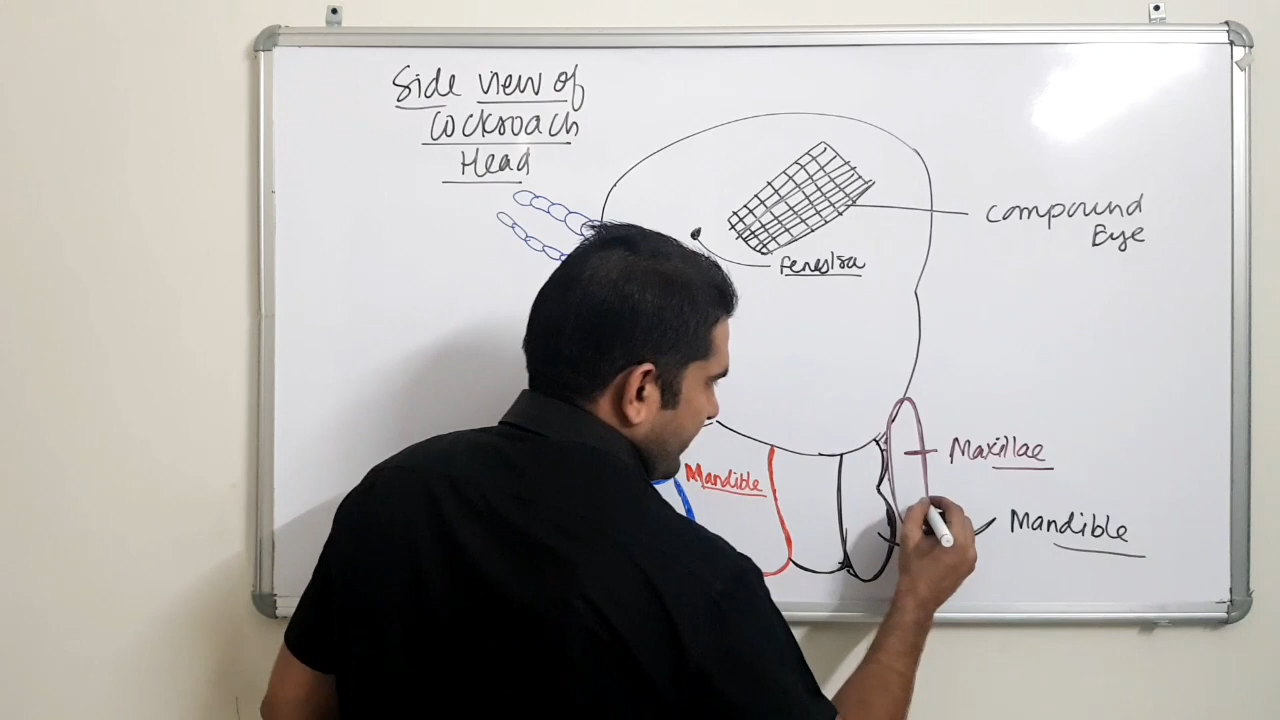 Side view of
Cockroach
Head
Compound
Eye
Fenestra
Maxillae
Mandible
Mandible